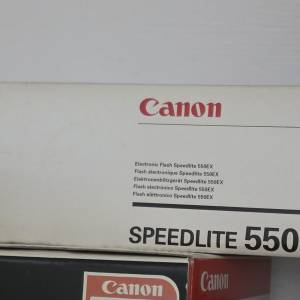 Canon
Electronic Flash Speedlite 550EX
Flash électronique Speedlite 550EX
Elektronenblitzgerät Speedlite 550EX
Flash electrónico Speedlite 550EX
Flash elettronico Speedlite 550EX
SPEEDLITE 550
Canon
Canon